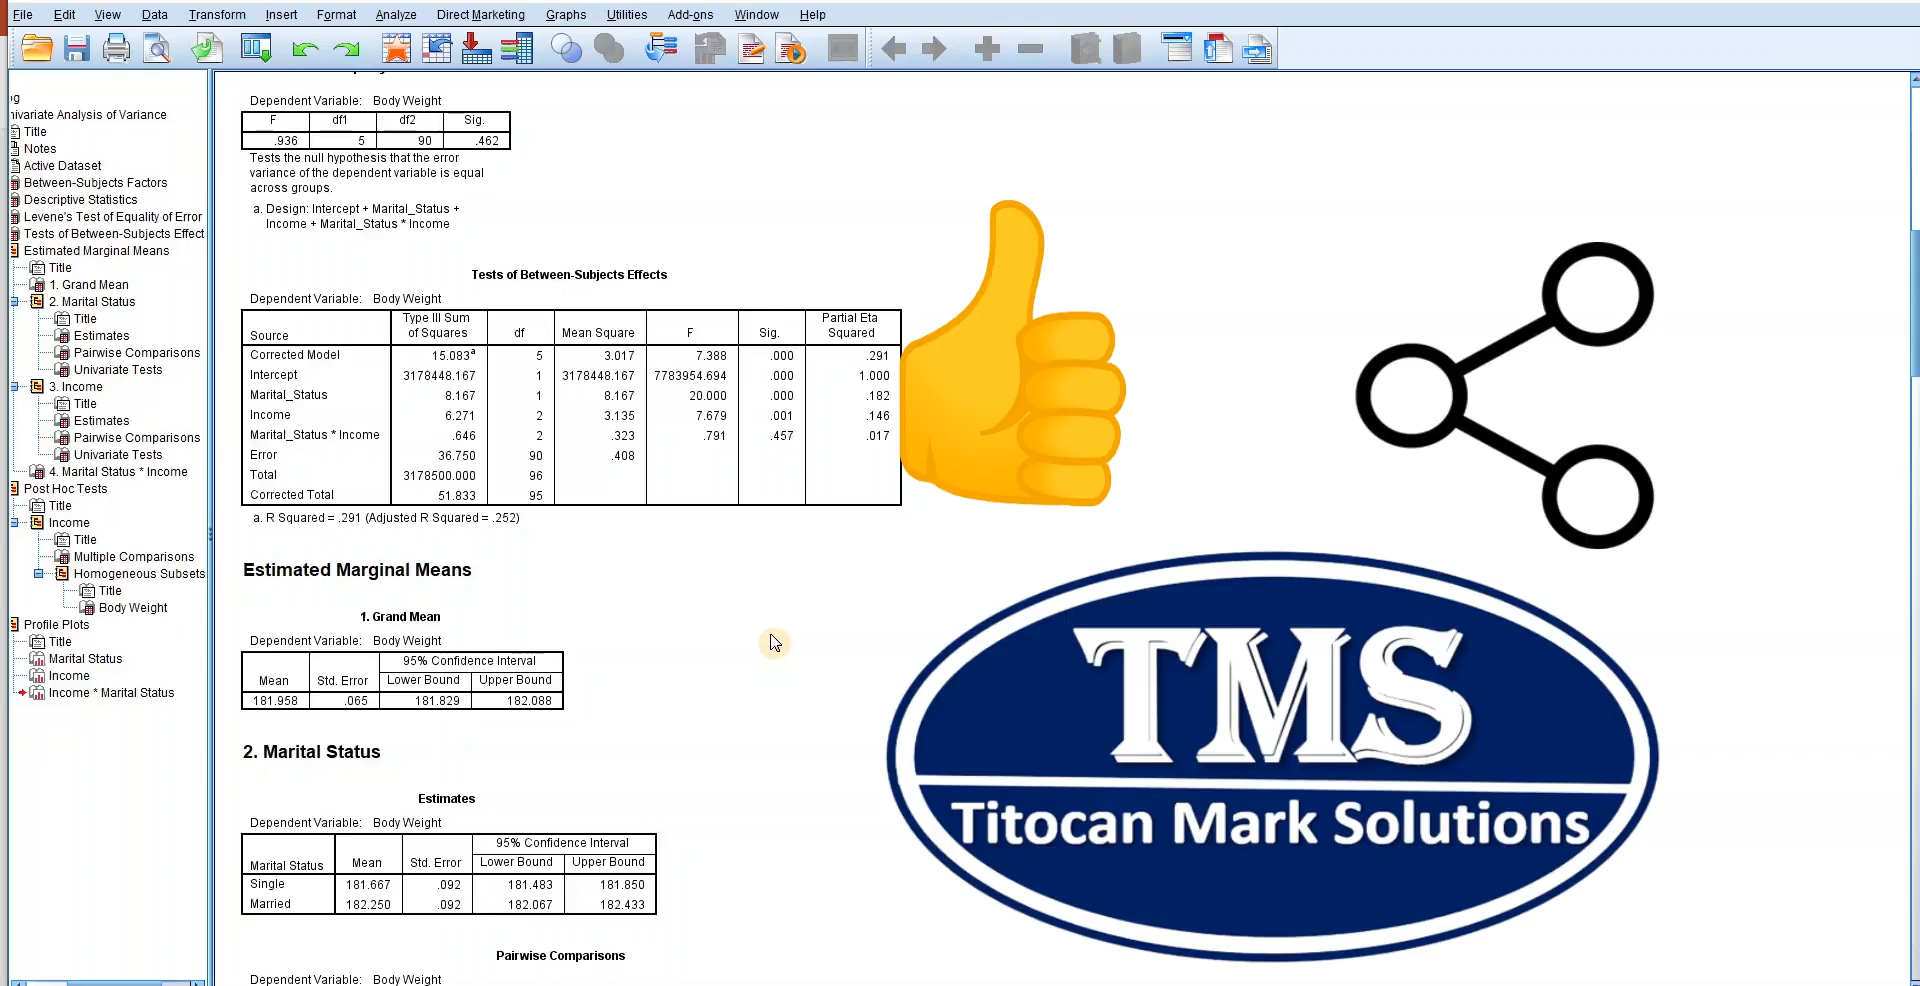 File Edit View Data Transform Insert Format Analyze Direct Marketing Graphs Utilities Add-ons Window Help
nivariate Analysis of Variance
Title
Notes
Active Dataset
Between-Subjects Factors
Descriptive Statistics
Levene's Test of Equality of Error
Tests of Between-Subjects Effect
Estimated Marginal Means
Title
1. Grand Mean
2. Marital Status
Title
Estimates
Pairwise Comparisons
Univariate Tests
3. Income
Title
Estimates
Pairwise Comparisons
Univariate Tests
4. Marital Status * Income
Post Hoc Tests
Title
Income
Title
Multiple Comparisons
Homogeneous Subsets
Title
Body Weight
Profile Plots
Title
Marital Status
Income
Income * Marital Status
Dependent Variable: Body Weight
F df1 df2 Sig.
.936 5 90 .462
Tests the null hypothesis that the error
variance of the dependent variable is equal
across groups.
a. Design: Intercept + Marital_Status +
Income + Marital_Status * Income
Tests of Between-Subjects Effects
Dependent Variable: Body Weight
Source Type III Sum of Squares df Mean Square F Sig. Partial Eta Squared
Corrected Model 15.083a 5 3.017 7.388 .000 .291
Intercept 3178448.167 1 3178448.167 7783954.694 .000 1.000
Marital_Status 8.167 1 8.167 20.000 .000 .182
Income 6.271 2 3.135 7.679 .001 .146
Marital_Status * Income .646 2 .323 .791 .457 .017
Error 36.750 90 .408
Total 3178500.000 96
Corrected Total 51.833 95
a. R Squared = .291 (Adjusted R Squared = .252)
Estimated Marginal Means
1. Grand Mean
Dependent Variable: Body Weight
95% Confidence Interval
Mean Std. Error Lower Bound Upper Bound
181.958 .065 181.829 182.088
2. Marital Status
Estimates
Dependent Variable: Body Weight
95% Confidence Interval
Marital Status Mean Std. Error Lower Bound Upper Bound
Single 181.667 .092 181.483 181.850
Married 182.250 .092 182.067 182.433
Pairwise Comparisons
Dependent Variable: Body Weight
TMS
Titocan Mark Solutions